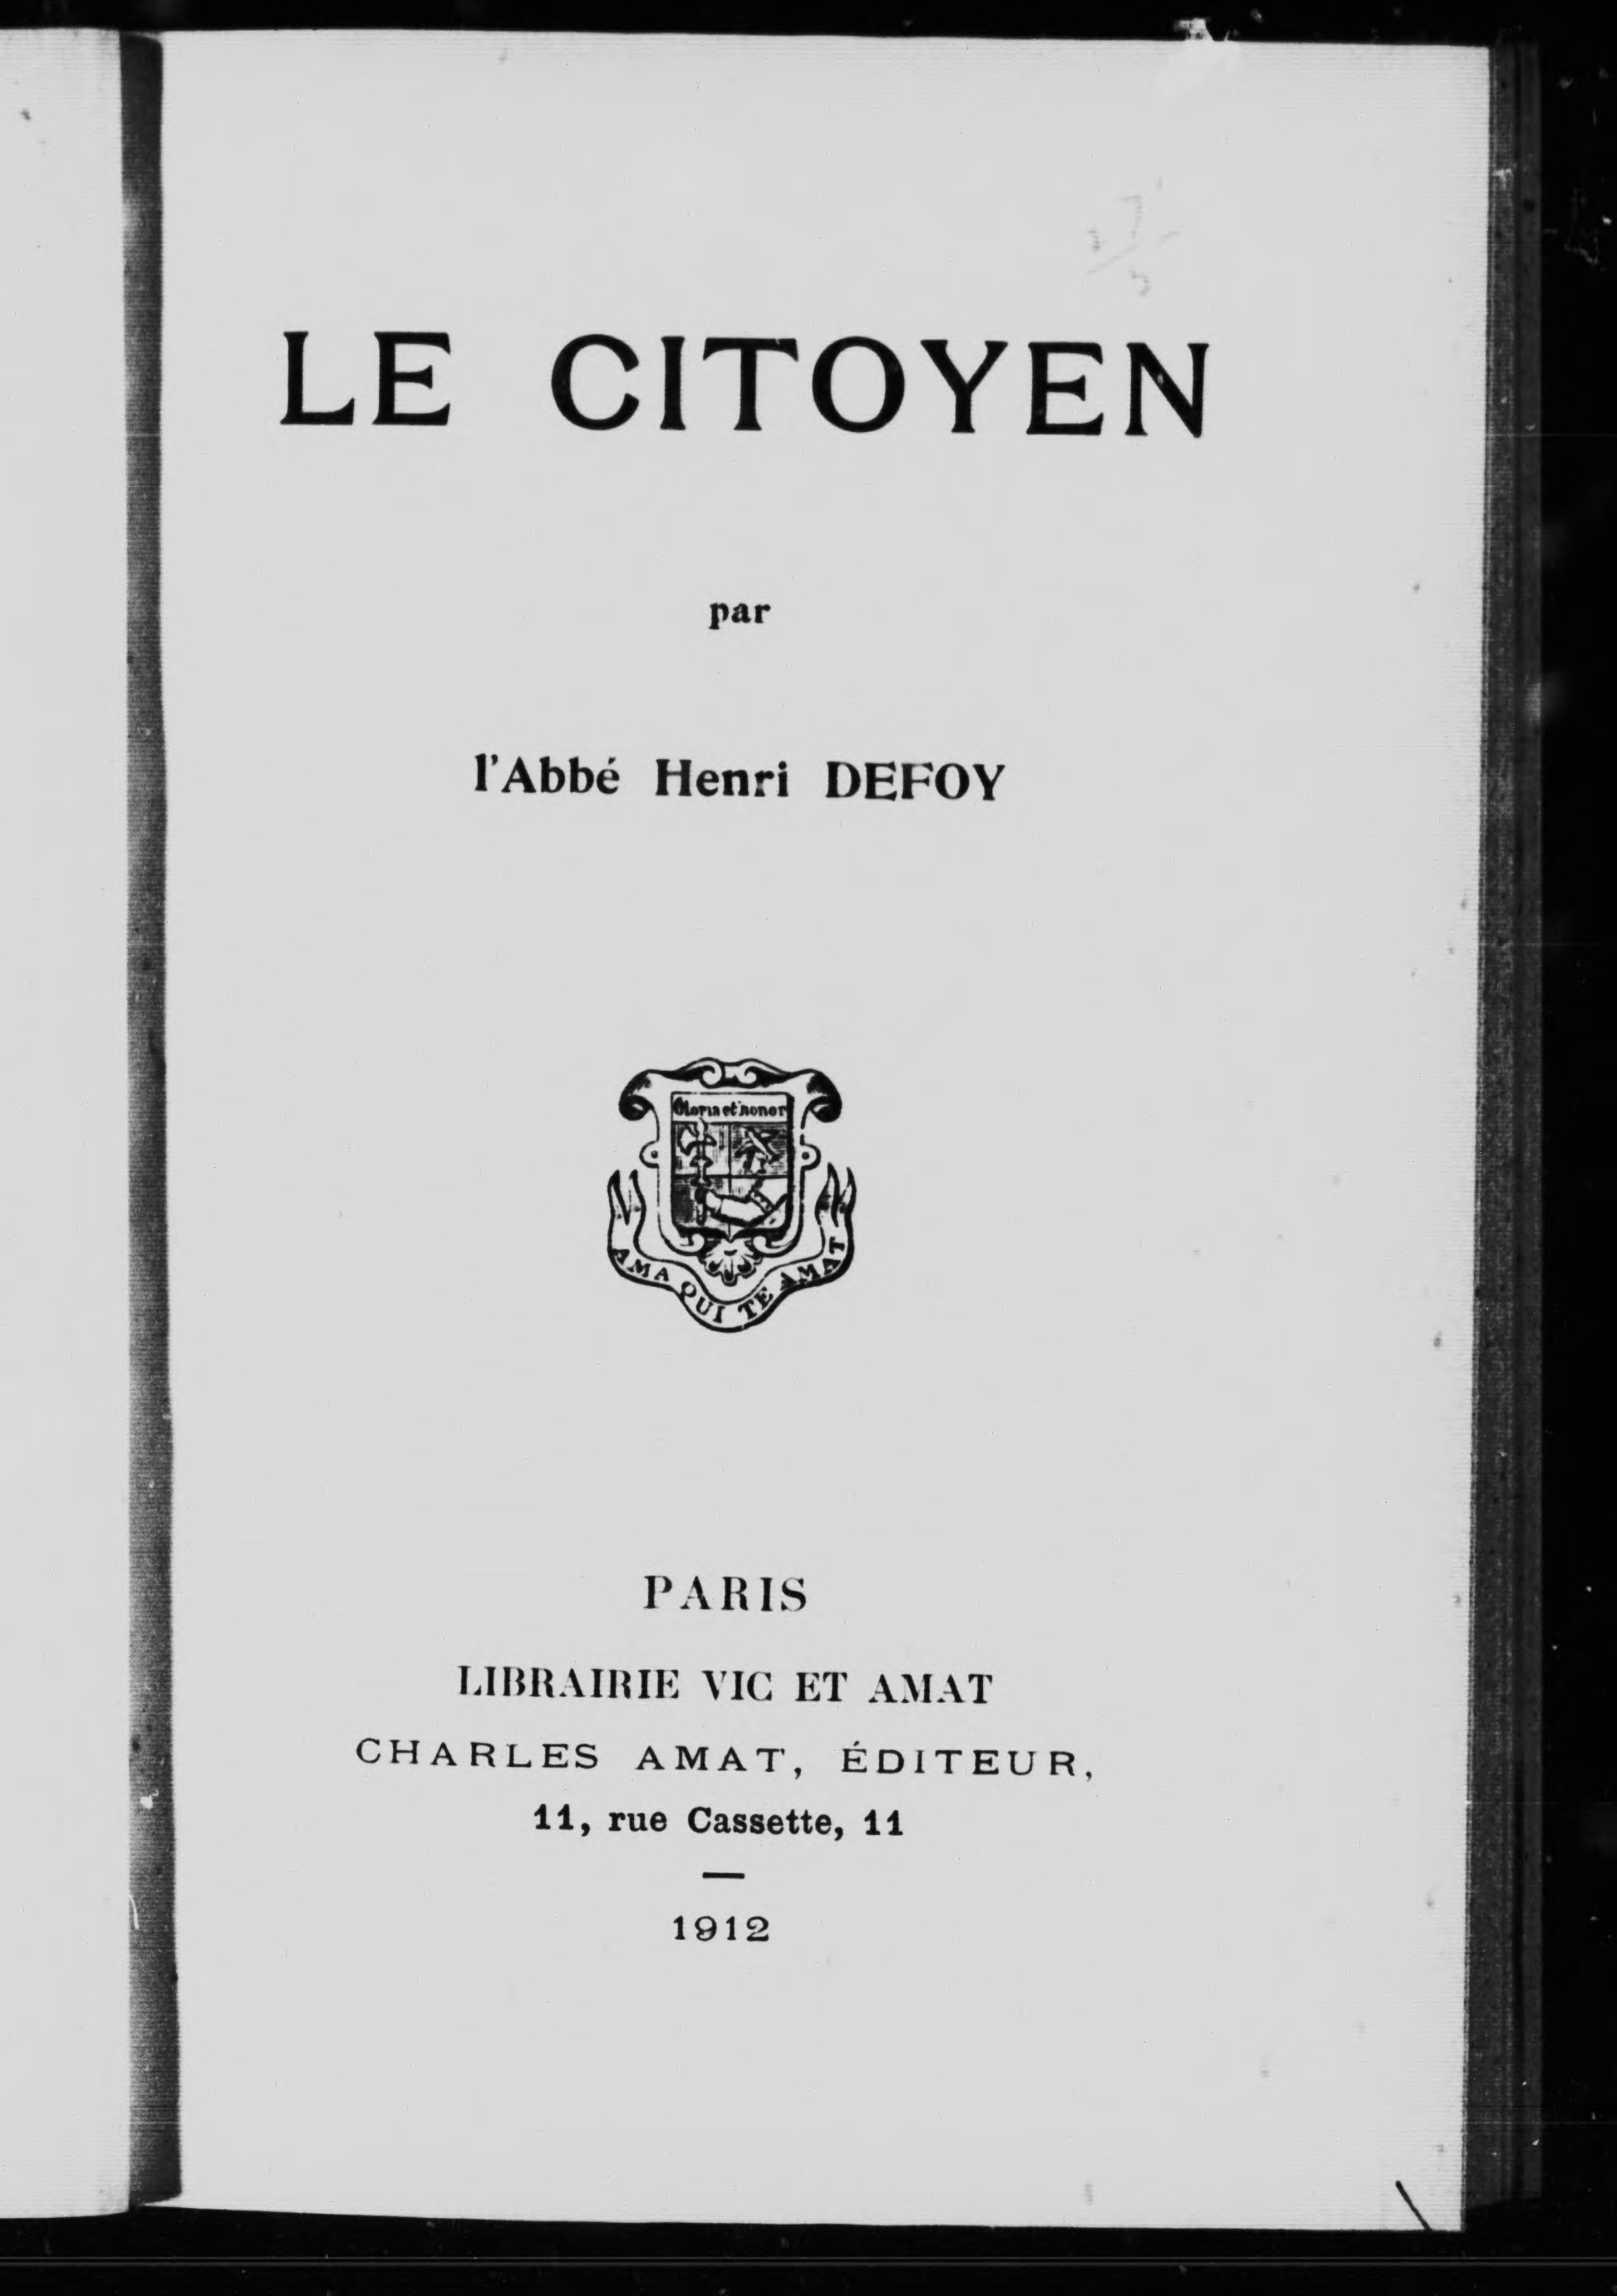 LE CITOYEN
par
l'Abbé Henri DEFOY
Gloria et honor
AMA QUI TE AMAT
PARIS
LIBRAIRIE VIC ET AMAT
CHARLES AMAT, ÉDITEUR,
11, rue Cassette, 11
1912